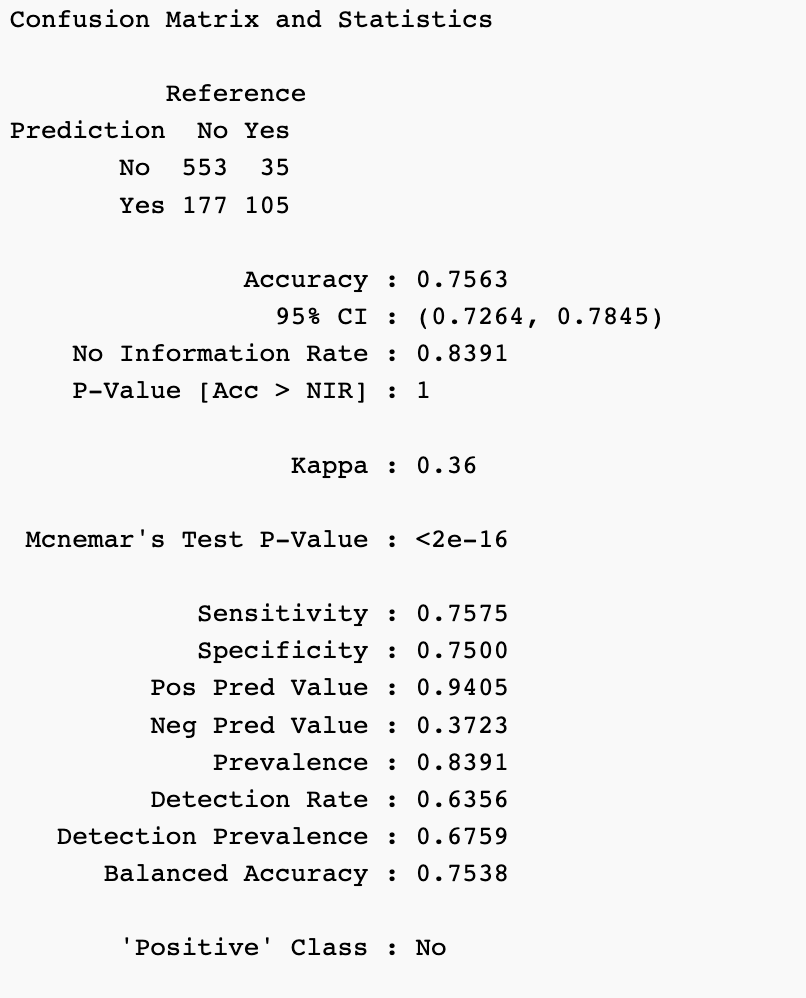 Confusion Matrix and Statistics
Reference
Prediction No Yes
No 553 35
Yes 177 105
Accuracy : 0.7563
95% CI : (0.7264, 0.7845)
No Information Rate : 0.8391
P-Value [Acc > NIR] : 1
Kappa : 0.36
Mcnemar's Test P-Value : <2e-16
Sensitivity : 0.7575
Specificity : 0.7500
Pos Pred Value : 0.9405
Neg Pred Value : 0.3723
Prevalence : 0.8391
Detection Rate : 0.6356
Detection Prevalence : 0.6759
Balanced Accuracy : 0.7538
'Positive' Class : No